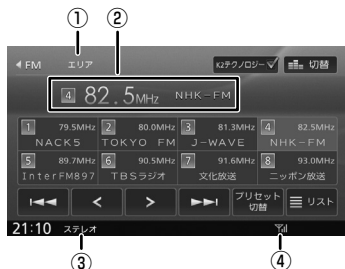 ① ②
◀ FM エリア K2テクノロジー 切替
4 82.5MHz NHK-FM
1 79.5MHz 2 80.0MHz 3 81.3MHz 4 82.5MHz
NACK5 TOKYO FM J-WAVE NHK-FM
5 89.7MHz 6 90.5MHz 7 91.6MHz 8 93.0MHz
InterFM897 TBSラジオ 文化放送 ニッポン放送
プリセット切替 リスト
21:10 ステレオ
③ ④